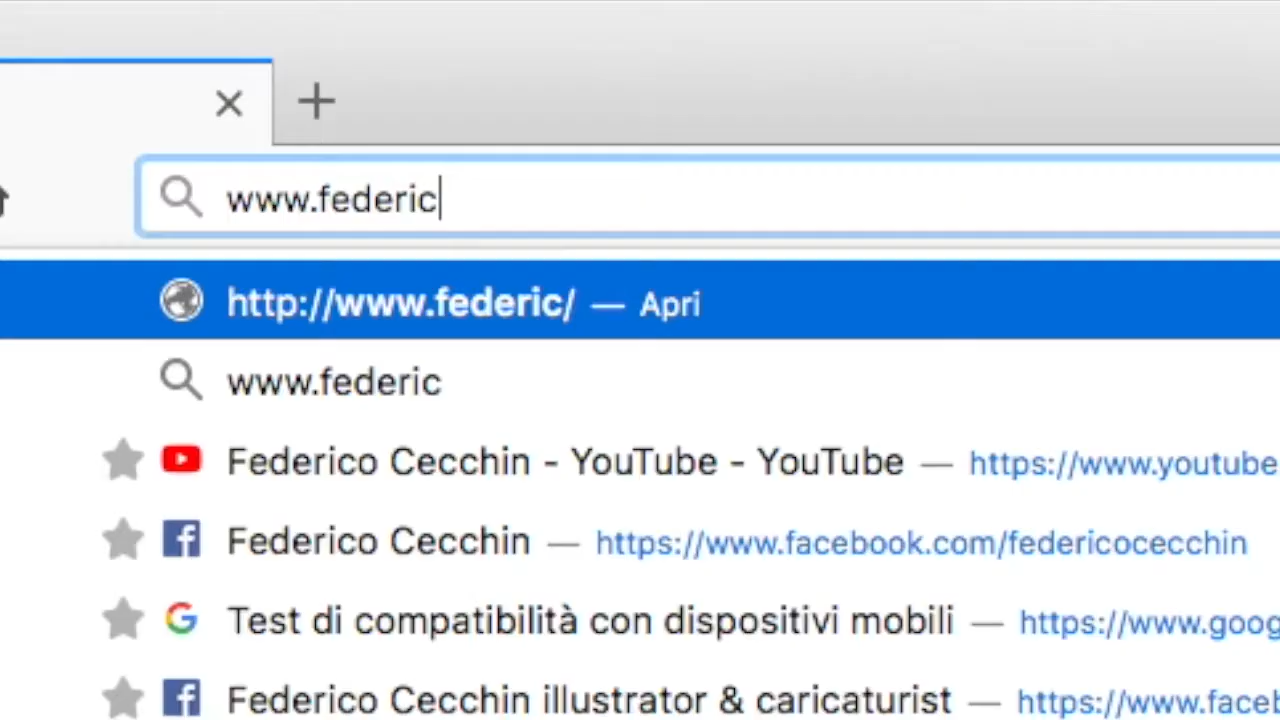 www.federic
http://www.federic/ — Apri
www.federic
Federico Cecchin - YouTube - YouTube — https://www.youtube
Federico Cecchin — https://www.facebook.com/federicocecchin
Test di compatibilità con dispositivi mobili — https://www.goog
Federico Cecchin illustrator & caricaturist — https://www.faceb